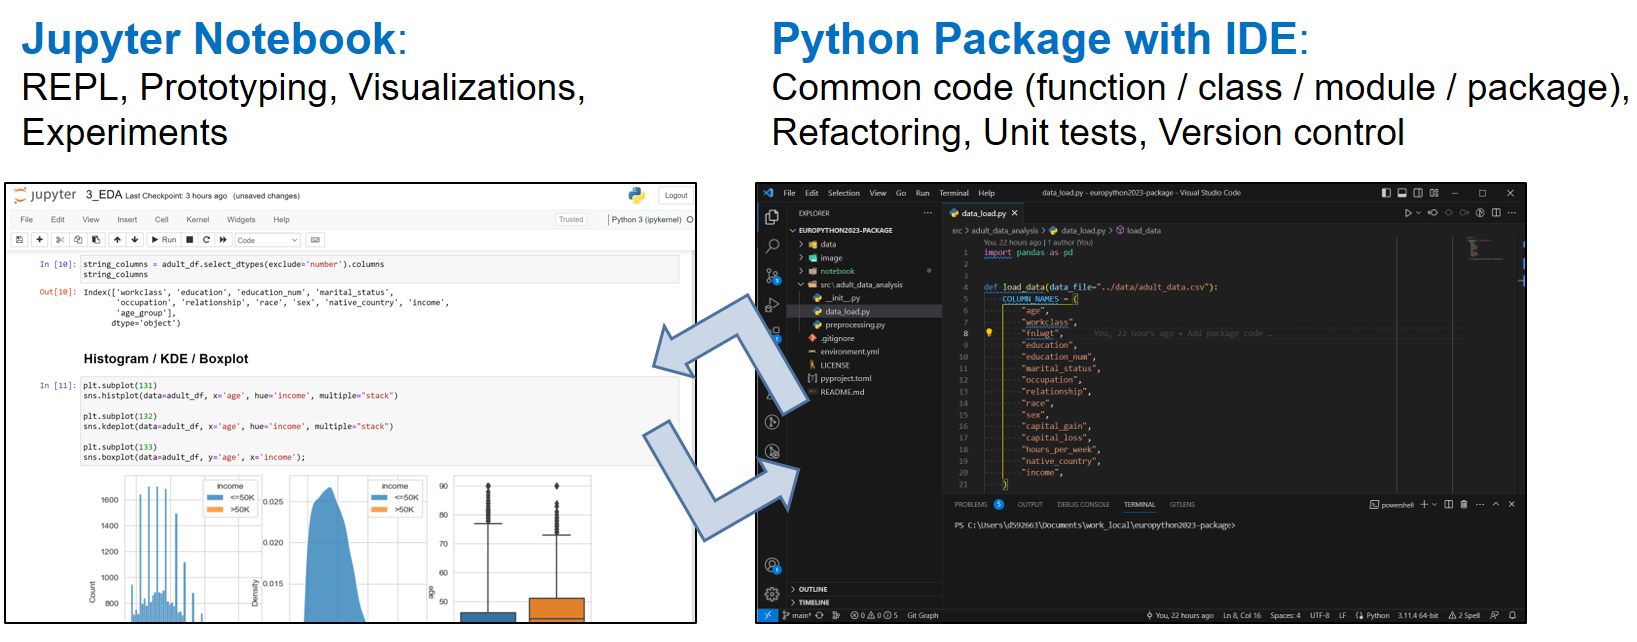 Jupyter Notebook:
REPL, Prototyping, Visualizations,
Experiments
Python Package with IDE:
Common code (function / class / module / package),
Refactoring, Unit tests, Version control
jupyter 3_EDA Last Checkpoint: 3 hours ago (unsaved changes)
Logout
File Edit View Insert Cell Kernel Widgets Help
Trusted
Python 3 (ipykernel)
Run
Code
In [10]: string_columns = adult_df.select_dtypes(exclude='number').columns
string_columns
Out[10]: Index(['workclass', 'education', 'education_num', 'marital_status',
'occupation', 'relationship', 'race', 'sex', 'native_country', 'income',
'age_group'],
dtype='object')
Histogram / KDE / Boxplot
In [11]: plt.subplot(131)
sns.histplot(data=adult_df, x='age', hue='income', multiple="stack")
plt.subplot(132)
sns.kdeplot(data=adult_df, x='age', hue='income', multiple="stack")
plt.subplot(133)
sns.boxplot(data=adult_df, y='age', x='income');
1600
1400
1200
1000
800
Count
income
<=50K
>50K
0.025
0.020
0.015
Density
income
<=50K
>50K
90
80
70
60
50
age
File Edit Selection View Go Run Terminal Help
data_load.py - europython2023-package - Visual Studio Code
EXPLORER
EUROPYTHON2023-PACKAGE
data
image
notebook
src \ adult_data_analysis
__init__.py
data_load.py
preprocessing.py
.gitignore
environment.yml
LICENSE
pyproject.toml
README.md
OUTLINE
TIMELINE
data_load.py
src > adult_data_analysis > data_load.py > load_data
You, 22 hours ago | 1 author (You)
1 import pandas as pd
2
3
4 def load_data(data_file="../data/adult_data.csv"):
5 COLUMN_NAMES = (
6 "age",
7 "workclass",
8 "fnlwgt", You, 22 hours ago • Add package code …
9 "education",
10 "education_num",
11 "marital_status",
12 "occupation",
13 "relationship",
14 "race",
15 "sex",
16 "capital_gain",
17 "capital_loss",
18 "hours_per_week",
19 "native_country",
20 "income",
21 )
PROBLEMS 5 OUTPUT DEBUG CONSOLE TERMINAL GITLENS
powershell
PS C:\Users\d592663\Documents\work_local\europython2023-package>
main* 0 0 5 Git Graph
You, 22 hours ago Ln 8, Col 16 Spaces: 4 UTF-8 LF Python 3.11.4 64-bit 2 Spell